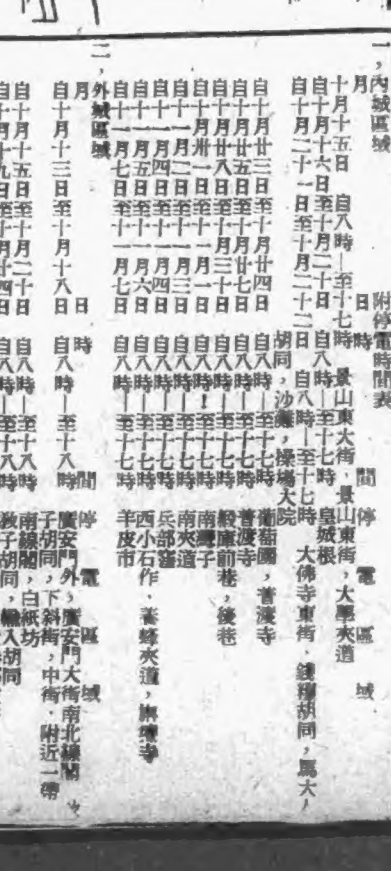 附停電時間表
一，內城區域
月　日　時　間　停　電　區　域
十月十五日　自八時—至十七時　景山東大街，景山東街，大學夾道
自十月十六日至十月二十日　自八時—至十七時　皇城根
自十月二十一日至十月二十二日　自八時—至十七時　大佛寺東街，錢糧胡同，馬大人
胡同，沙灘，操場大院
自十月廿三日至十月廿四日　自八時—至十七時　葡萄園，普渡寺
自十月廿五日至十月廿七日　自八時—至十七時　普渡寺
自十月廿八日至十月三十日　自八時—至十七時　緞庫前巷，後巷
自十月卅一日至十一月一日　自八時—至十七時　南灣子
自十一月二日至十一月三日　自八時—至十七時　南夾道
自十一月四日至十一月四日　自八時—至十七時　兵部窪
自十一月五日至十一月六日　自八時—至十七時　西小石作，養蜂夾道
自十一月七日至十一月七日　自八時—至十七時　羊皮市
二，外城區域
月　日　時　間　停　電　區　域
自十月十三日至十月十八日　自八時—至十八時　廣安門外，廣安門大街南北線閣
子胡同，下斜街，中街，附近一帶
自十月十五日至十月二十日　自八時—至十八時　南線閣，白紙坊
自十月十九日至十月廿四日　自八時—至十八時　胡同，胡同